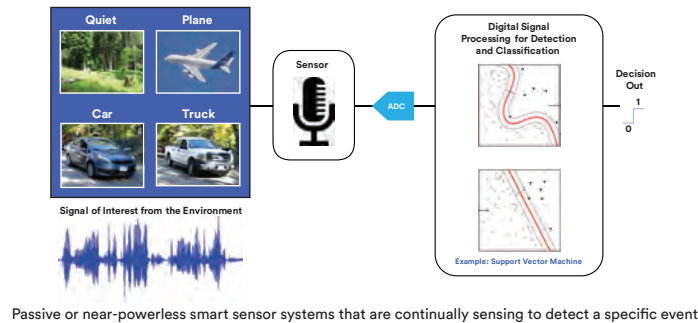 Quiet
Plane
Car
Truck
Signal of Interest from the Environment
Sensor
ADC
Digital Signal
Processing for Detection
and Classification
Example: Support Vector Machine
Decision
Out
1
0
Passive or near-powerless smart sensor systems that are continually sensing to detect a specific event